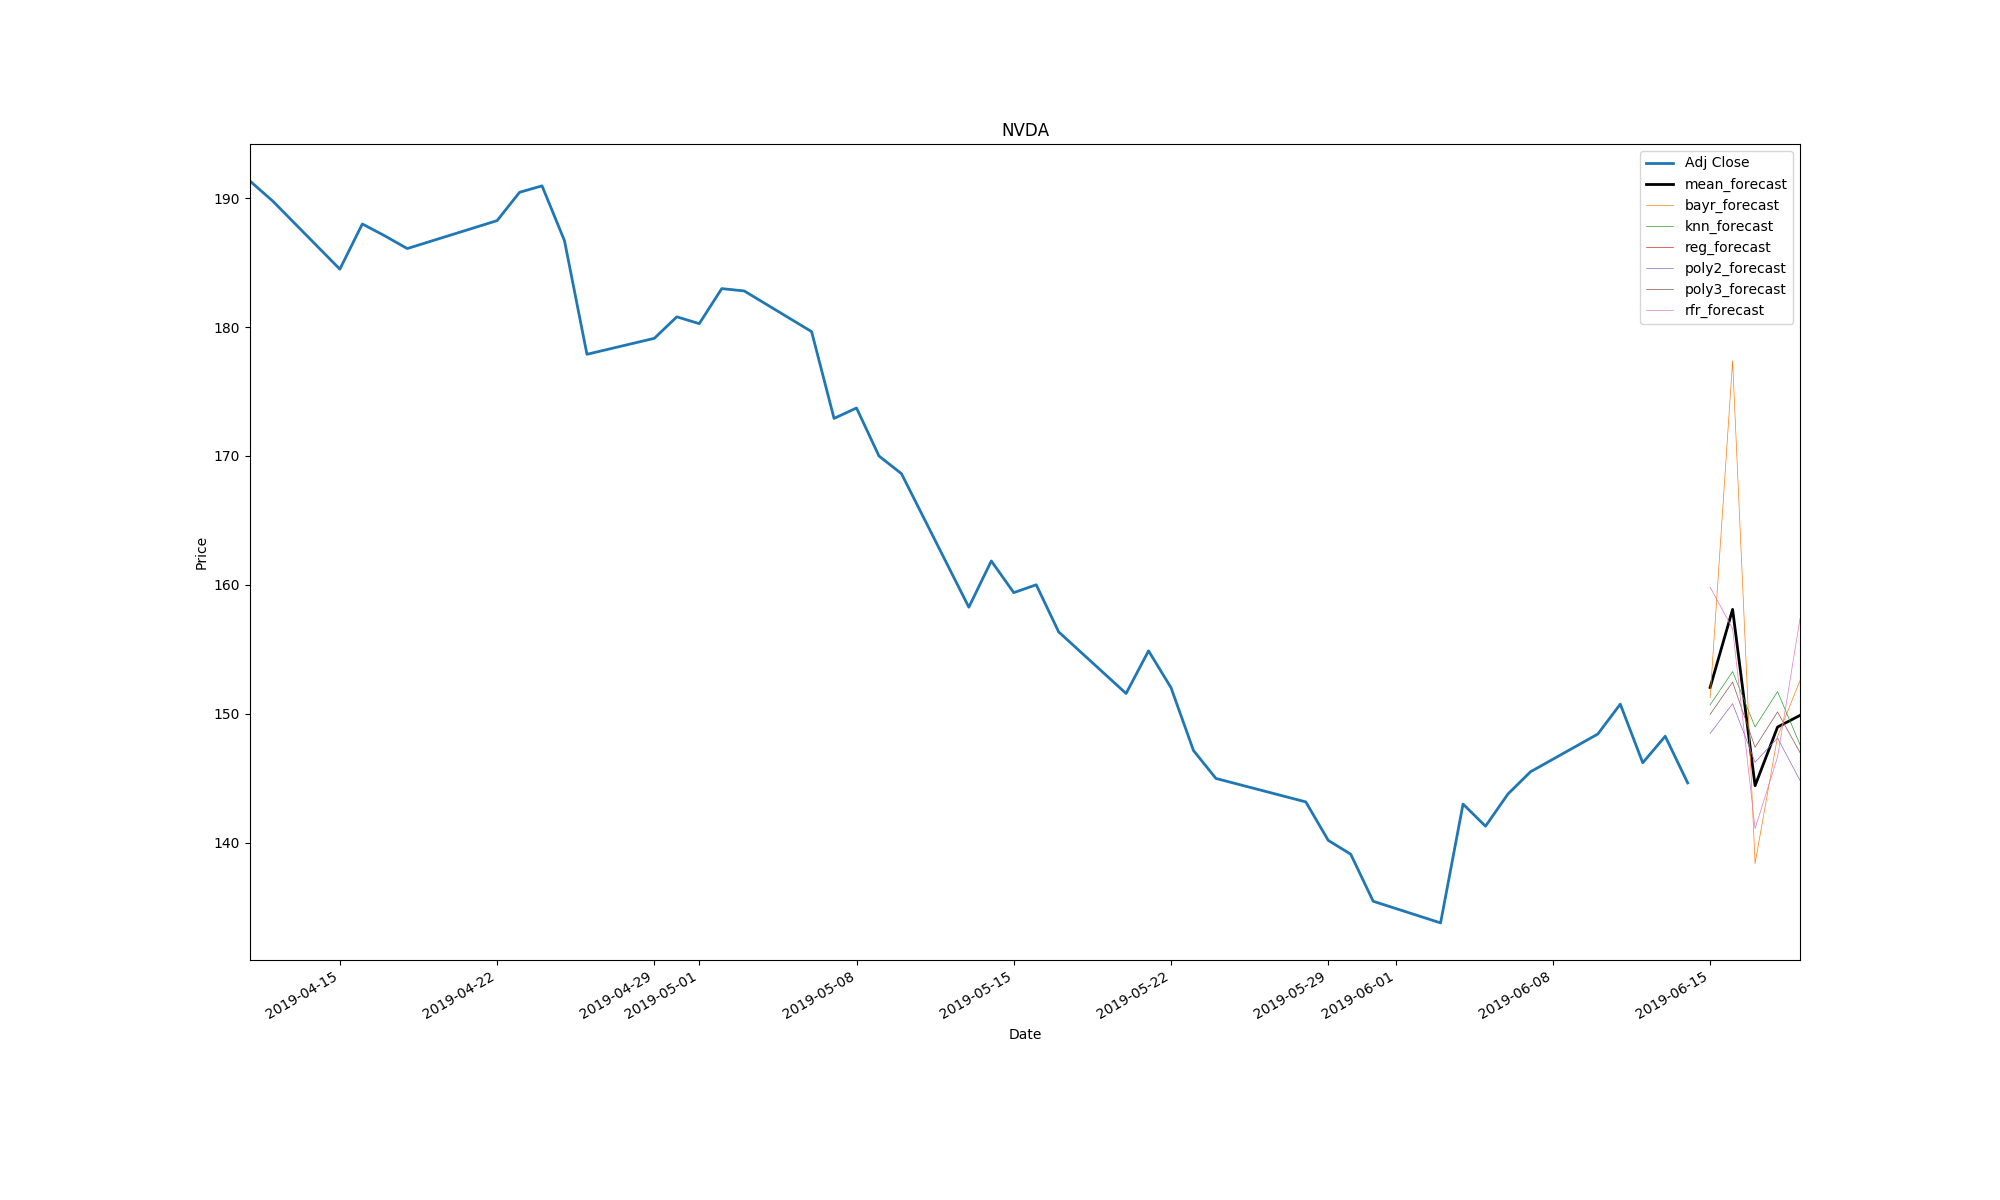 NVDA
Adj Close
mean_forecast
bayr_forecast
knn_forecast
reg_forecast
poly2_forecast
poly3_forecast
rfr_forecast
190
180
170
160
150
140
Price
2019-04-15
2019-04-22
2019-04-29
2019-05-01
2019-05-08
2019-05-15
2019-05-22
2019-05-29
2019-06-01
2019-06-08
2019-06-15
Date